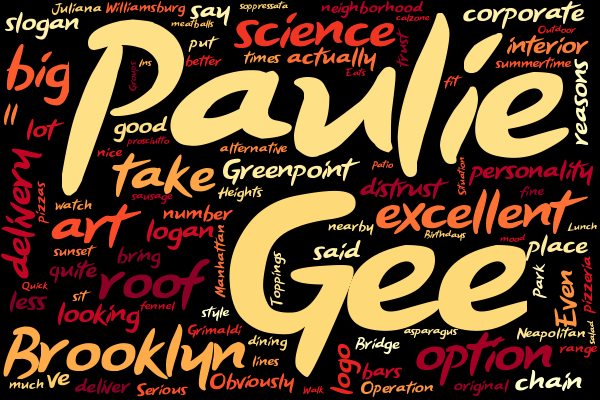 Juliana Williamsburg say soppressata neighborhood corporate
slogan meatballs science calzone Outdoor
put times actually trust interior
big Groups Ins better Eats fit summertime
Paulie
ll reasons
lot good prosciutto
nice alternative Patio Situation
take Greenpoint personality
delivery pizzas sausage Heights distrust fine
watch number excellent
art logan Manhattan nearby Birthdays Lunch
Gee
sunset bring Toppings said mood place
quite roof
Quick sit Park Even Pizzeria
less looking fennel style
Grimaldi asparagus Neapolitan salad
Brooklyn dining Bridge option range
lines logo
much ve deliver Serious Obviously Walk bars Operation original chain